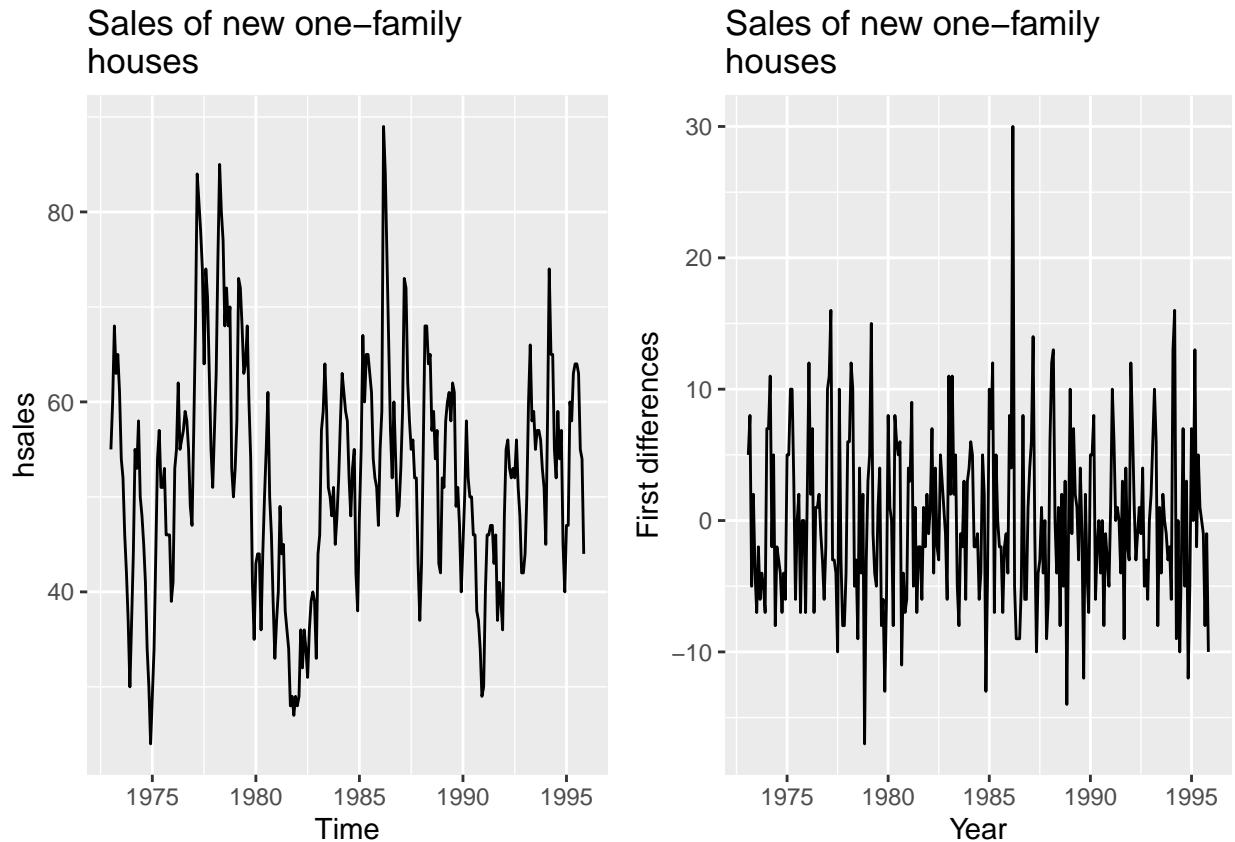 Sales of new one−family
houses
hsales
80
60
40
1975 1980 1985 1990 1995
Time
Sales of new one−family
houses
First differences
30
20
10
0
−10
1975 1980 1985 1990 1995
Year